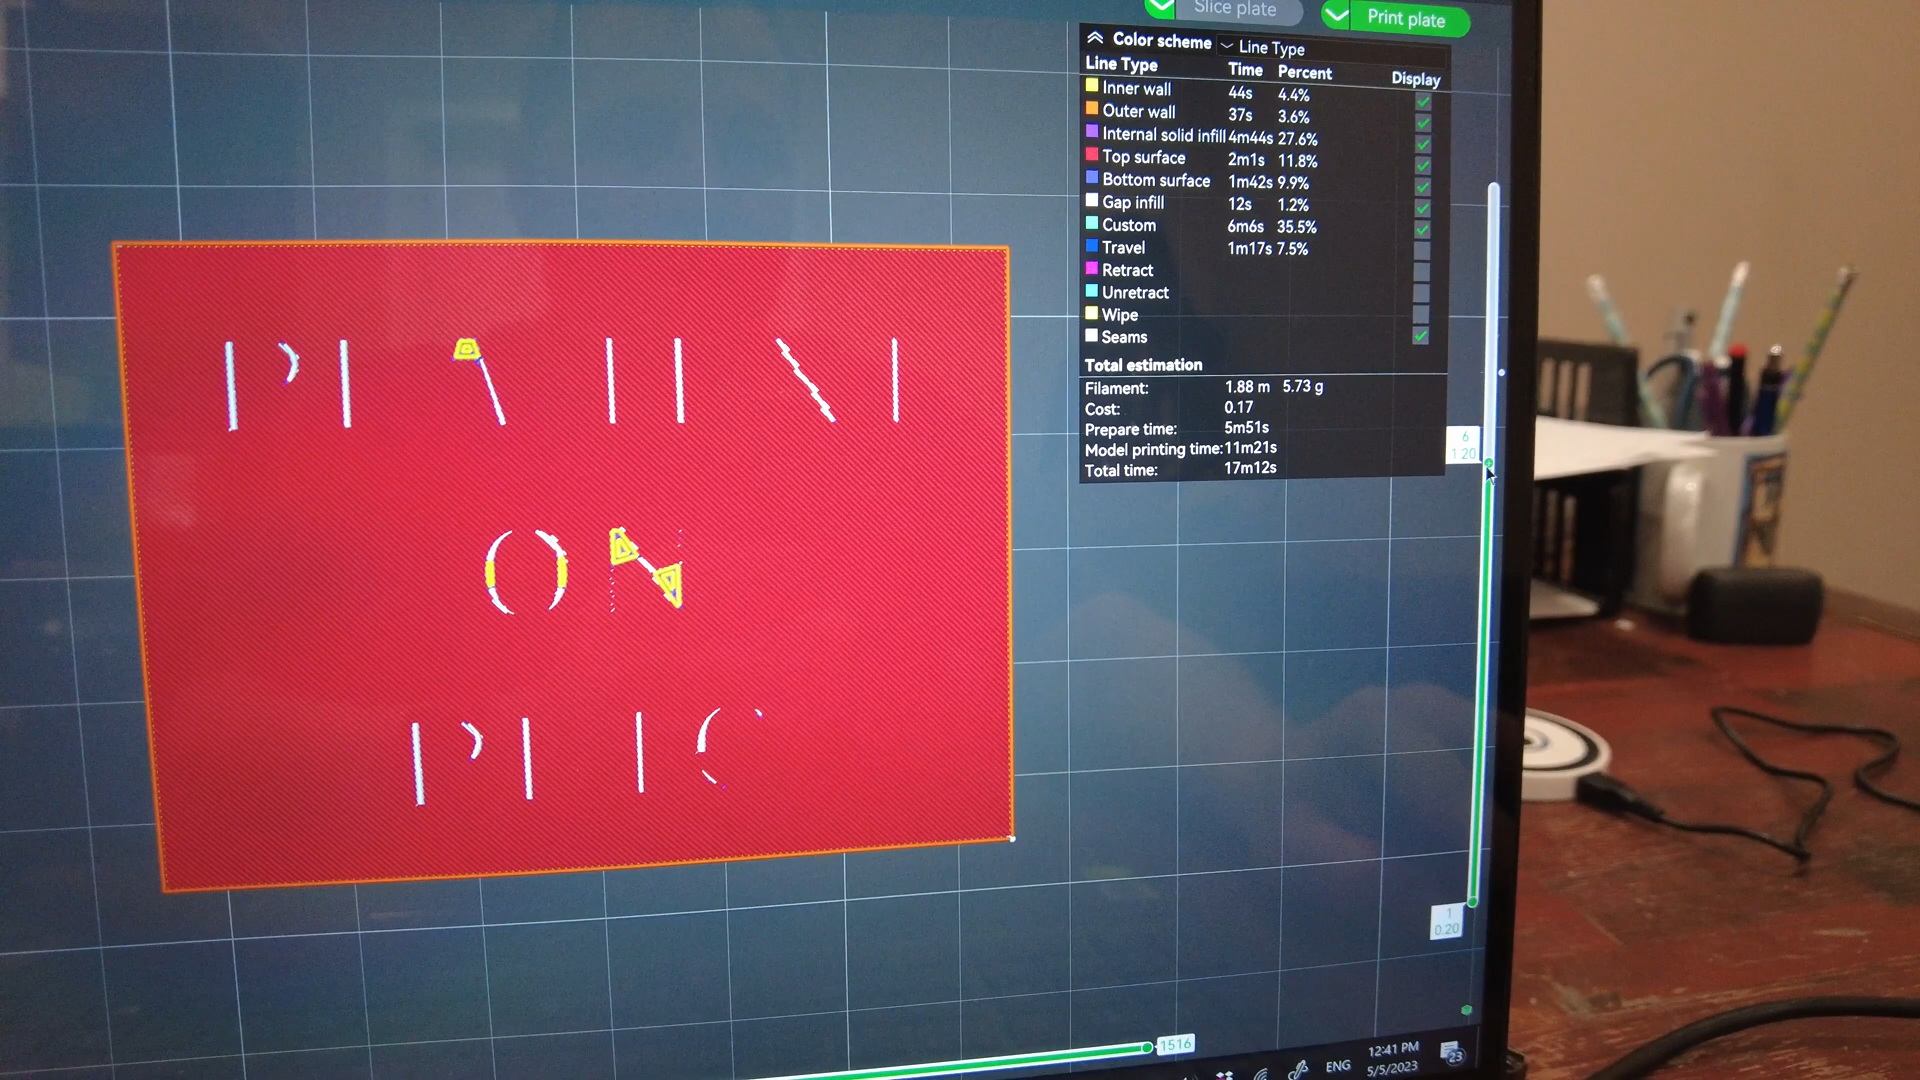 Slice plate
Print plate
Color scheme Line Type
Line Type Time Percent Display
Inner wall 44s 4.4%
Outer wall 37s 3.6%
Internal solid infill 4m44s 27.6%
Top surface 2m1s 11.8%
Bottom surface 1m42s 9.9%
Gap infill 12s 1.2%
Custom 6m6s 35.5%
Travel 1m17s 7.5%
Retract
Unretract
Wipe
Seams
Total estimation
Filament: 1.88 m 5.73 g
Cost: 0.17
Prepare time: 5m51s
Model printing time: 11m21s
Total time: 17m12s
6
1.20
ON
1
0.20
1516
ENG
12:41 PM
5/5/2023
23